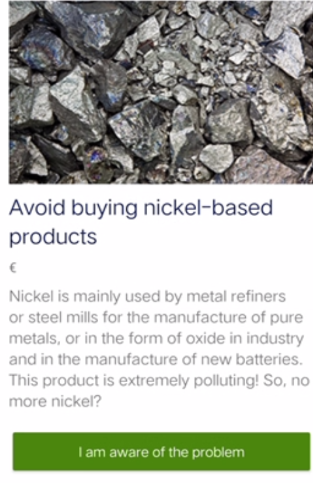 Avoid buying nickel-based
products
€
Nickel is mainly used by metal refiners
or steel mills for the manufacture of pure
metals, or in the form of oxide in industry
and in the manufacture of new batteries.
This product is extremely polluting! So, no
more nickel?
I am aware of the problem